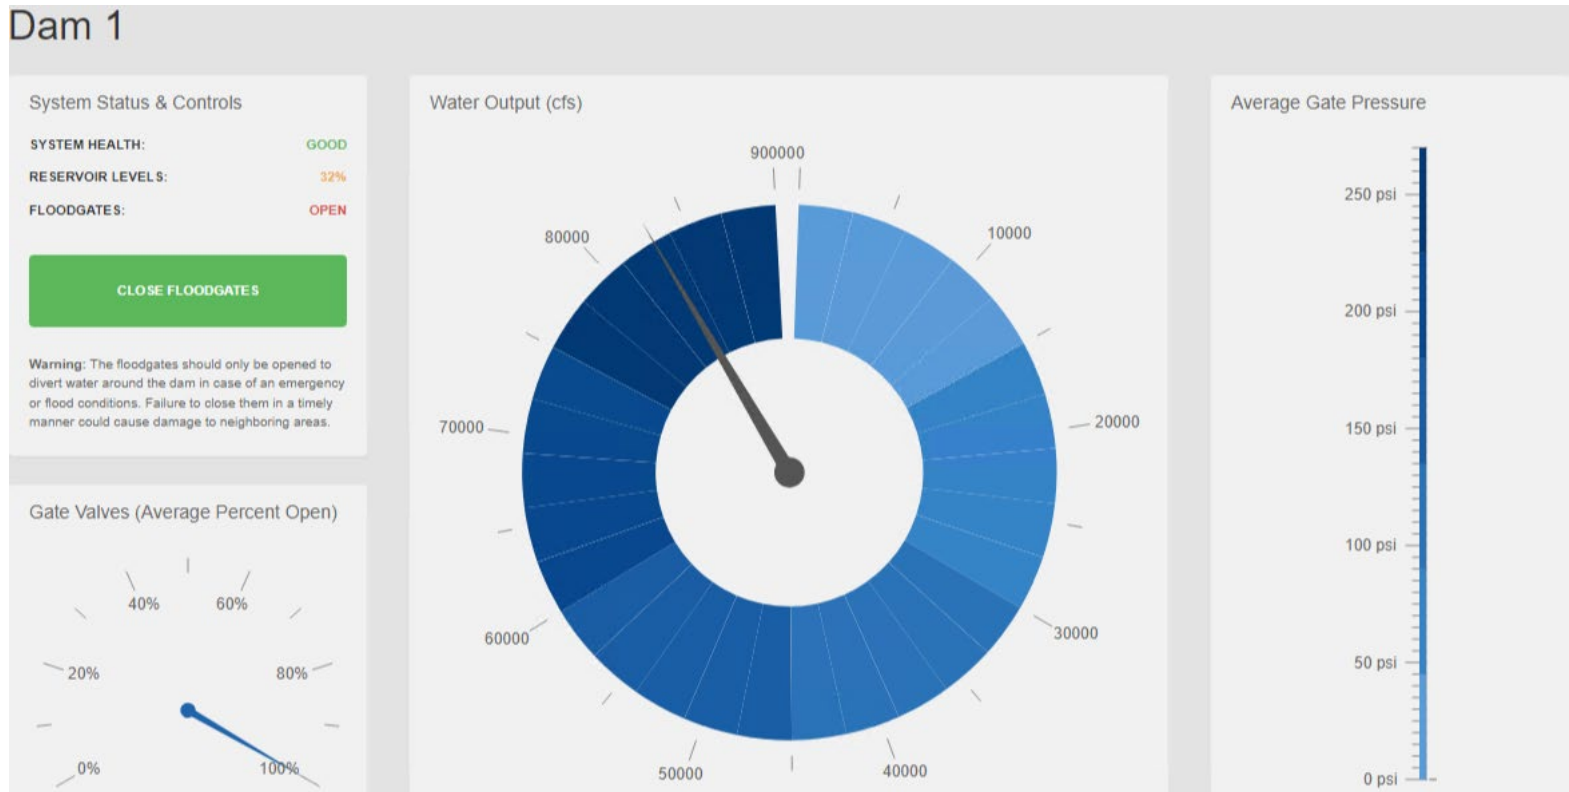 Dam 1
System Status & Controls
SYSTEM HEALTH: GOOD
RESERVOIR LEVELS: 32%
FLOODGATES: OPEN
CLOSE FLOODGATES
Warning: The floodgates should only be opened to
divert water around the dam in case of an emergency
or flood conditions. Failure to close them in a timely
manner could cause damage to neighboring areas.
Gate Valves (Average Percent Open)
40% 60%
20% 80%
0% 100%
Water Output (cfs)
900000
80000 10000
70000 20000
60000 30000
50000 40000
Average Gate Pressure
250 psi
200 psi
150 psi
100 psi
50 psi
0 psi